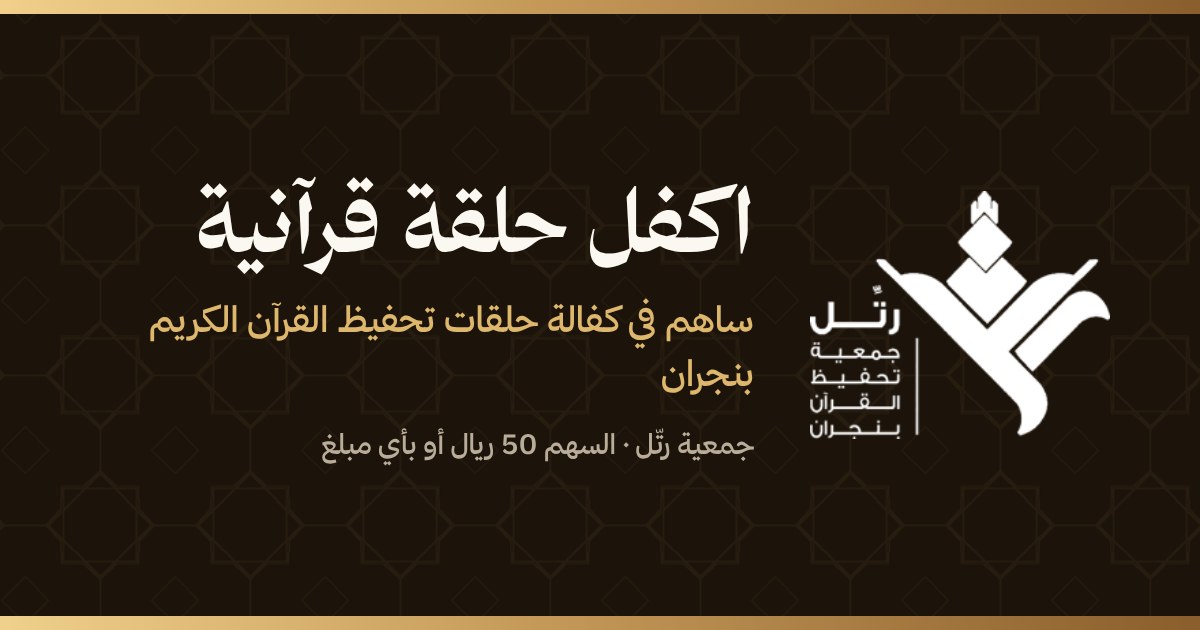 اكفل حلقة قرآنية
ساهم في كفالة حلقات تحفيظ القرآن الكريم
بنجران
جمعية رتّل · السهم 50 ريال أو بأي مبلغ
رتِّل
جمعية
تحفيظ
القرآن
بنجران